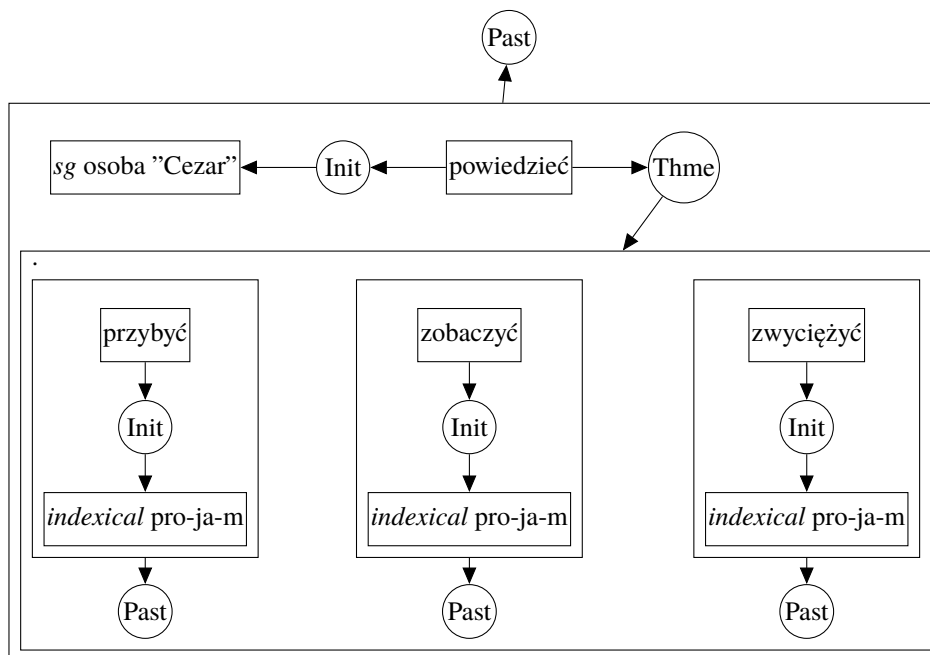 Past
sg osoba ”Cezar” Init powiedzieć Thme
.
przybyć zobaczyć zwyciężyć
Init Init Init
indexical pro-ja-m indexical pro-ja-m indexical pro-ja-m
Past Past Past